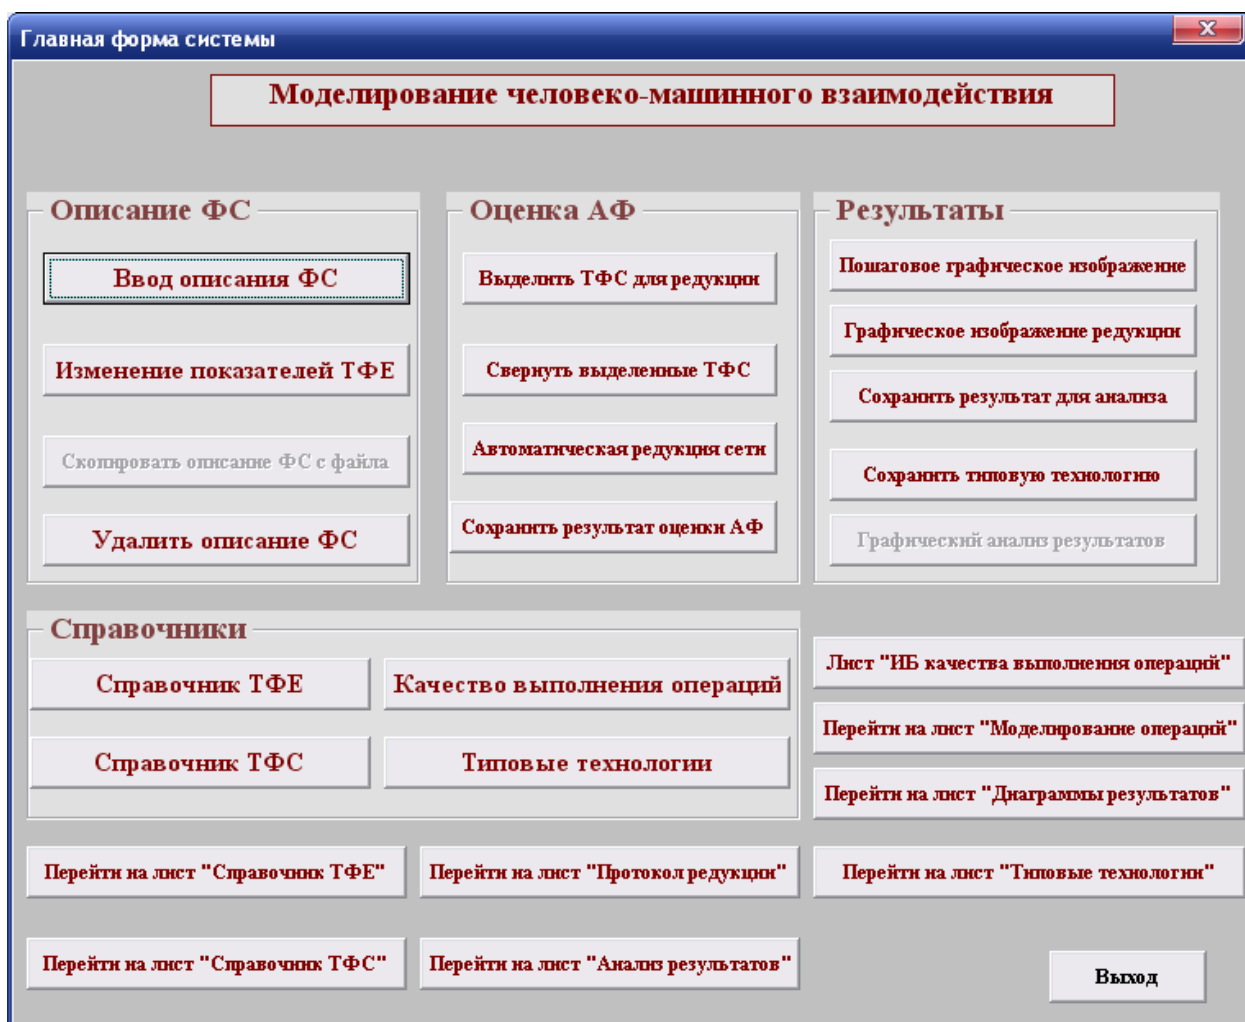 Главная форма системы
Моделирование человеко-машинного взаимодействия
Описание ФС
Ввод описания ФС
Изменение показателей ТФЕ
Скопировать описание ФС с файла
Удалить описание ФС
Оценка АФ
Выделить ТФС для редукции
Свернуть выделенные ТФС
Автоматическая редукция сети
Сохранить результат оценки АФ
Результаты
Пошаговое графическое изображение
Графическое изображение редукции
Сохранить результат для анализа
Сохранить типовую технологию
Графический анализ результатов
Справочники
Справочник ТФЕ
Качество выполнения операций
Справочник ТФС
Типовые технологии
Лист "ИБ качества выполнения операций"
Перейти на лист "Моделирование операций"
Перейти на лист "Диаграммы результатов"
Перейти на лист "Справочник ТФЕ"
Перейти на лист "Протокол редукции"
Перейти на лист "Типовые технологии"
Перейти на лист "Справочник ТФС"
Перейти на лист "Анализ результатов"
Выход